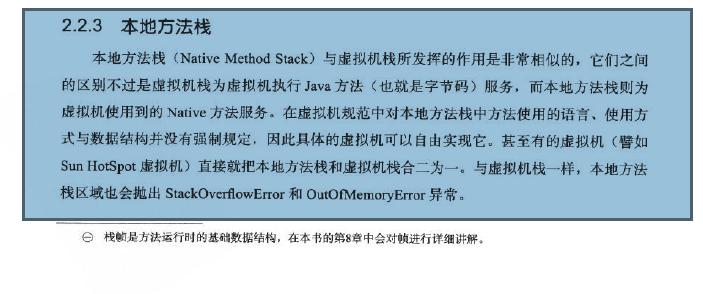 2.2.3 本地方法栈
本地方法栈（Native Method Stack）与虚拟机栈所发挥的作用是非常相似的，它们之间
的区别不过是虚拟机栈为虚拟机执行 Java 方法（也就是字节码）服务，而本地方法栈则为
虚拟机使用到的 Native 方法服务。在虚拟机规范中对本地方法栈中方法使用的语言、使用方
式与数据结构并没有强制规定，因此具体的虚拟机可以自由实现它。甚至有的虚拟机（譬如
Sun HotSpot 虚拟机）直接就把本地方法栈和虚拟机栈合二为一。与虚拟机栈一样，本地方法
栈区域也会抛出 StackOverflowError 和 OutOfMemoryError 异常。
㊀ 栈帧是方法运行时的基础数据结构，在本书的第8章中会对帧进行详细讲解。